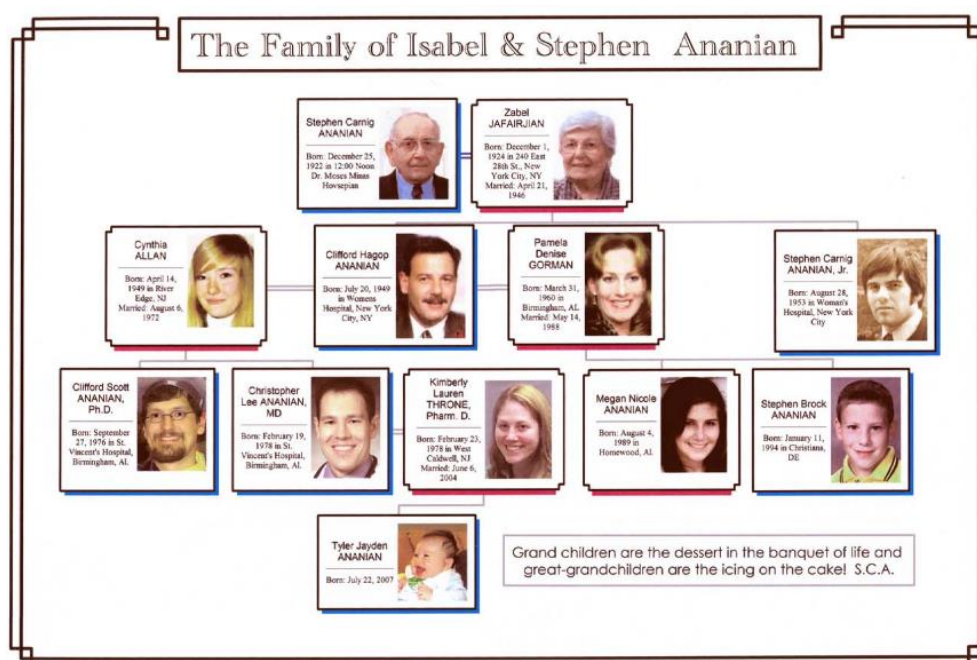 The Family of Isabel & Stephen Ananian
Stephen Carnig
ANANIAN
Born: December 25,
1922 in 12:00 Noon
Dr. Moses Minas
Hovsepian
Zabel
JAFAIRJIAN
Born: December 1,
1924 in 240 East
28th St., New
York City, NY
Married: April 21,
1946
Cynthia
ALLAN
Born: April 14,
1949 in River
Edge, NJ
Married: August 6,
1972
Clifford Hagop
ANANIAN
Born: July 20, 1949
in Womens
Hospital, New York
City, NY
Pamela
Denise
GORMAN
Born: March 31,
1960 in
Birmingham, AL
Married: May 14,
1988
Stephen Carnig
ANANIAN, Jr.
Born: August 28,
1953 in Woman's
Hospital, New York
City
Clifford Scott
ANANIAN,
Ph.D.
Born: September
27, 1976 in St.
Vincent's Hospital,
Birmingham, Al.
Christopher
Lee ANANIAN,
MD
Born: February 19,
1978 in St.
Vincent's Hospital,
Birmingham, Al.
Kimberly
Lauren
THRONE,
Pharm. D.
Born: February 23,
1978 in West
Caldwell, NJ
Married: June 6,
2004
Megan Nicole
ANANIAN
Born: August 4,
1989 in
Homewood, Al.
Stephen Brock
ANANIAN
Born: January 11,
1994 in Christiana,
DE
Tyler Jayden
ANANIAN
Born: July 22, 2007
Grand children are the dessert in the banquet of life and
great-grandchildren are the icing on the cake! S.C.A.